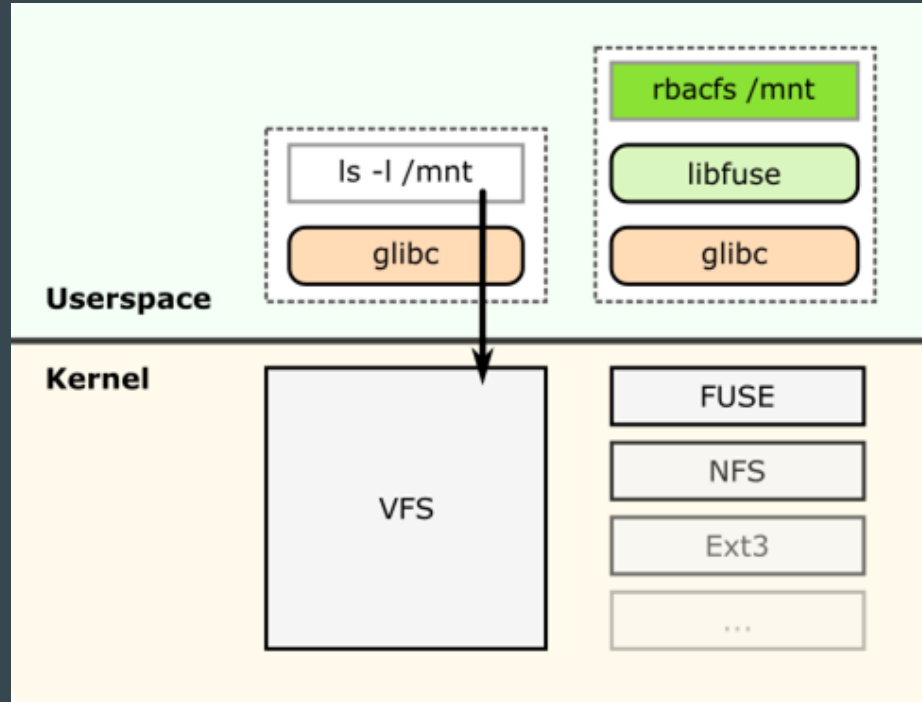 rbacfs /mnt
ls -l /mnt
libfuse
glibc
glibc
Userspace
Kernel
FUSE
NFS
VFS
Ext3
...